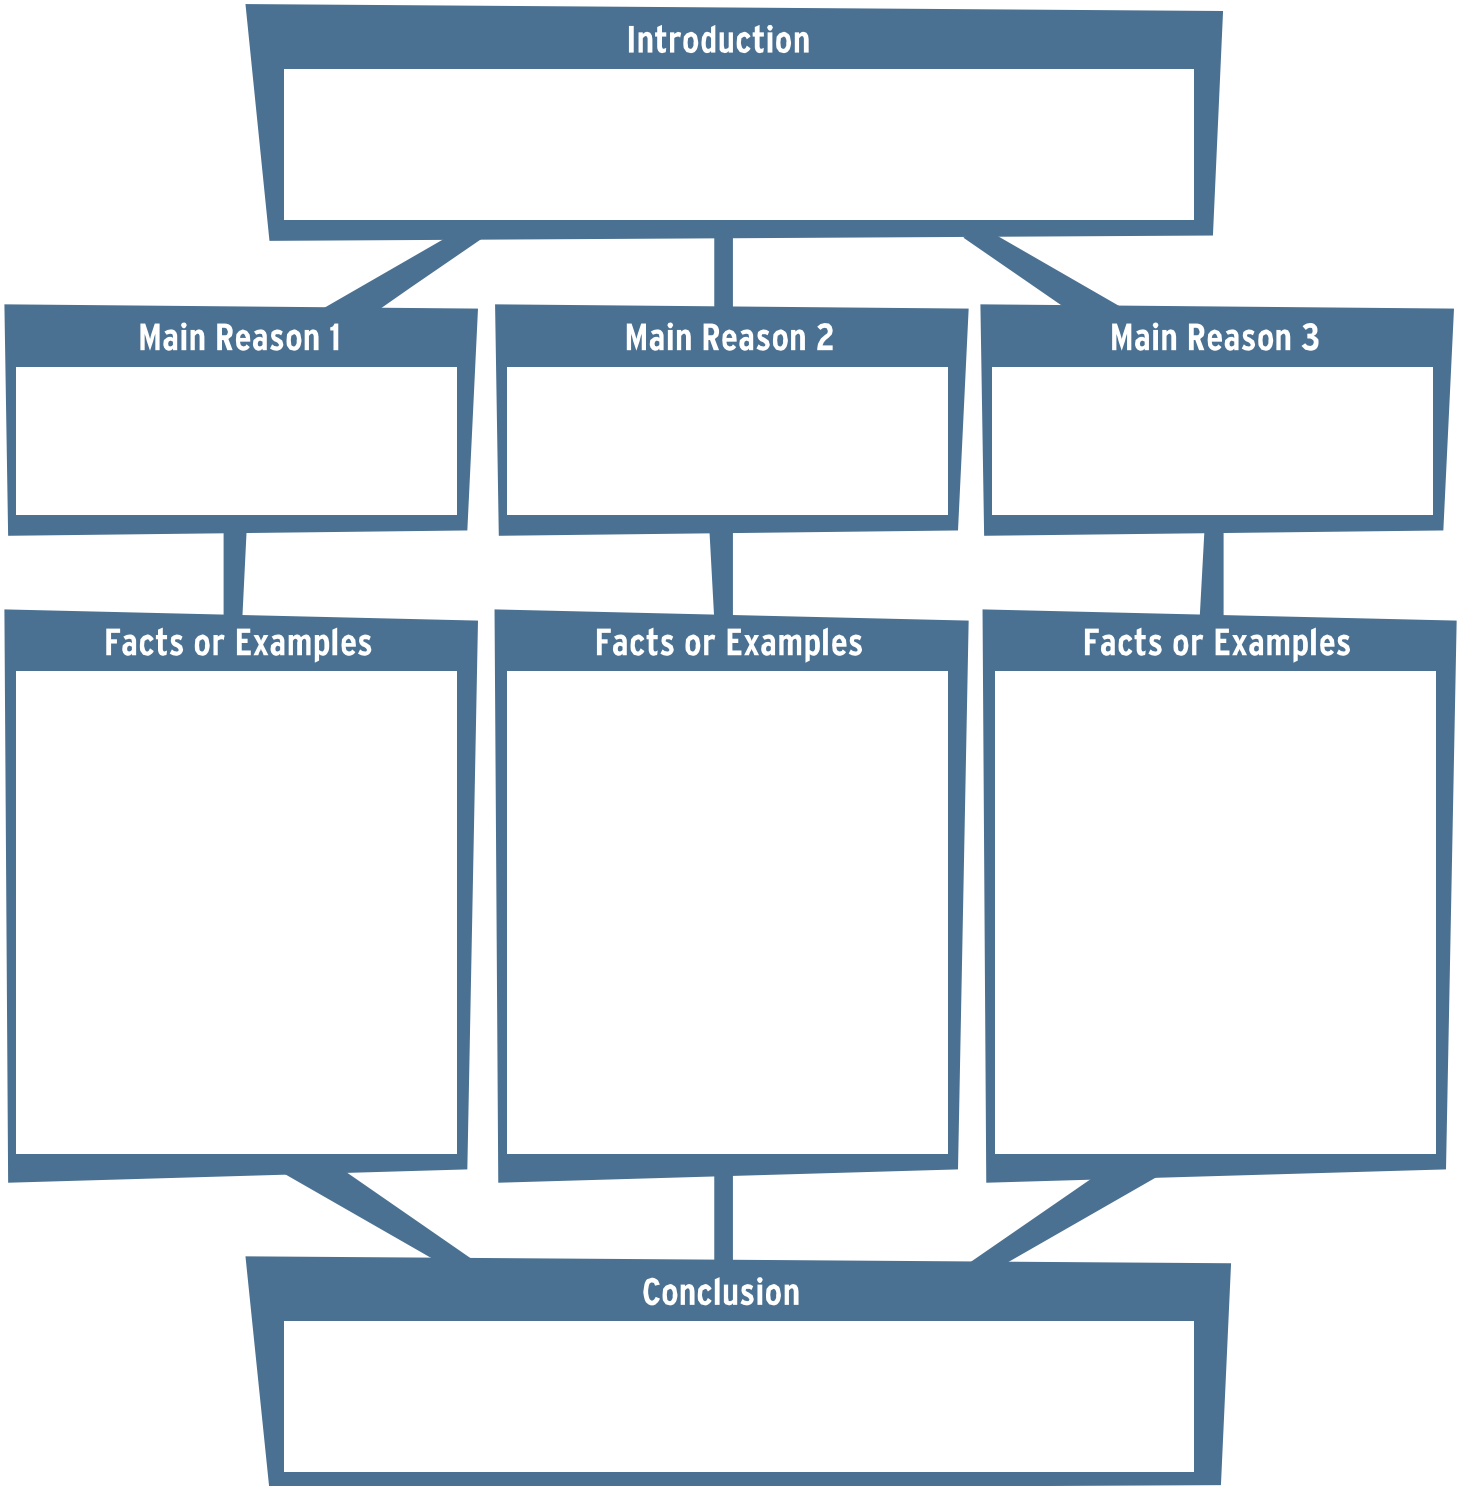 Introduction
Main Reason 1
Main Reason 2
Main Reason 3
Facts or Examples
Facts or Examples
Facts or Examples
Conclusion